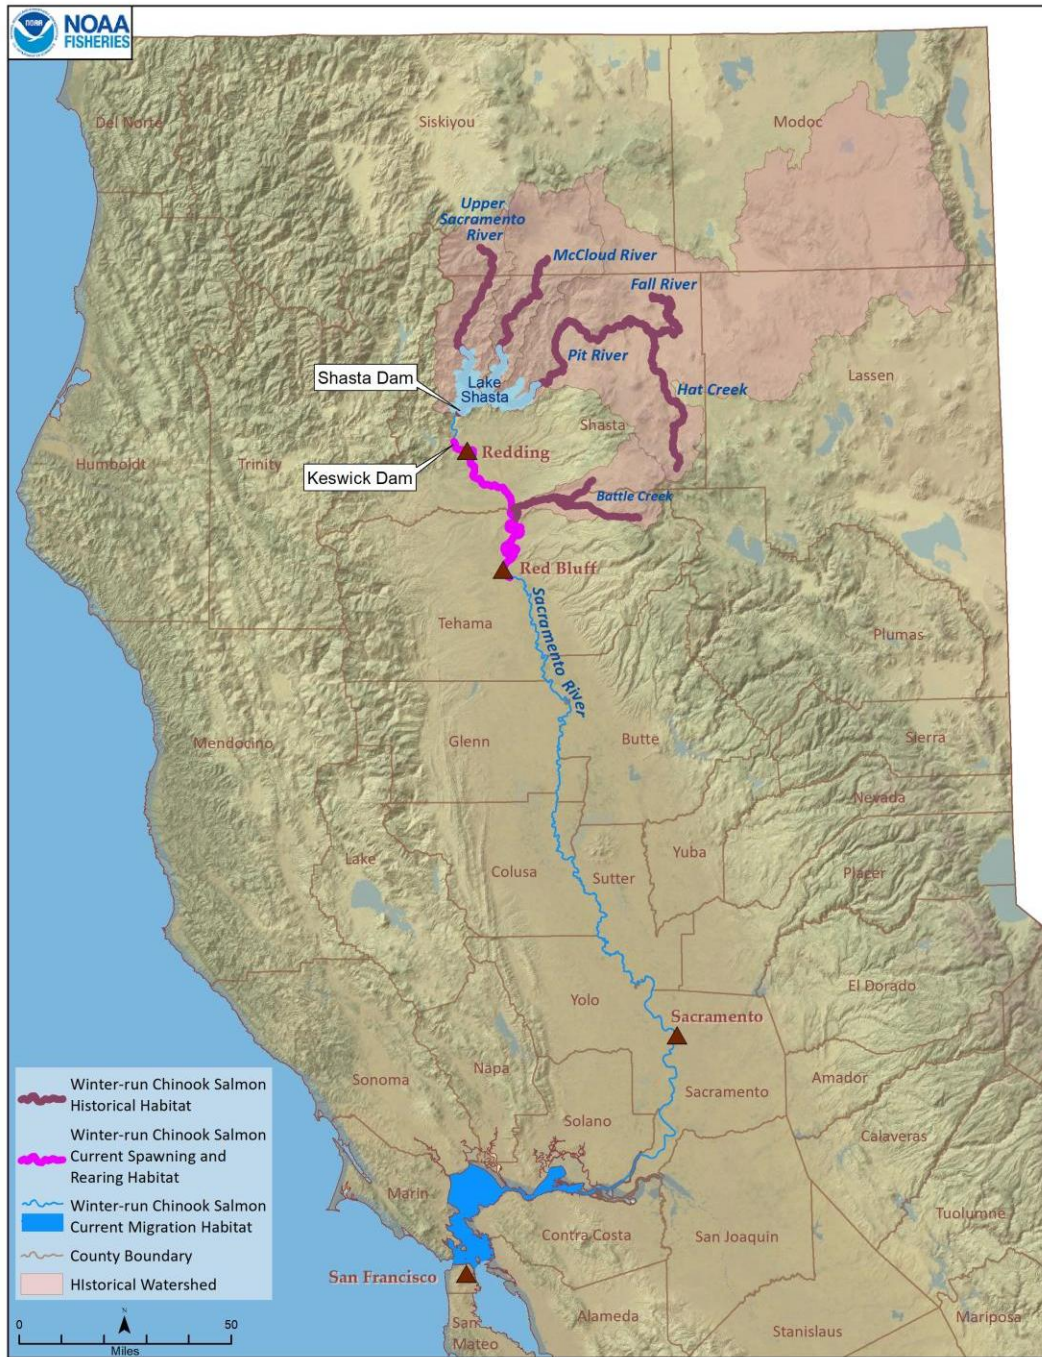 NOAA
NOAA
FISHERIES
Del Norte
Siskiyou
Modoc
Upper
Sacramento
River
McCloud River
Fall River
Pit River
Lassen
Shasta Dam
Lake
Shasta
Hat Creek
Shasta
Humboldt
Trinity
Redding
Keswick Dam
Battle Creek
Red Bluff
Sacramento River
Tehama
Plumas
Mendocino
Glenn
Butte
Sierra
Nevada
Lake
Colusa
Sutter
Yuba
Placer
Yolo
El Dorado
Sacramento
Sonoma
Napa
Sacramento
Amador
Solano
Calaveras
Marin
Contra Costa
San Joaquin
Tuolumne
San Francisco
Alameda
San
Mateo
Stanislaus
Mariposa
Winter-run Chinook Salmon
Historical Habitat
Winter-run Chinook Salmon
Current Spawning and
Rearing Habitat
Winter-run Chinook Salmon
Current Migration Habitat
County Boundary
HIstorical Watershed
N
0
50
Miles